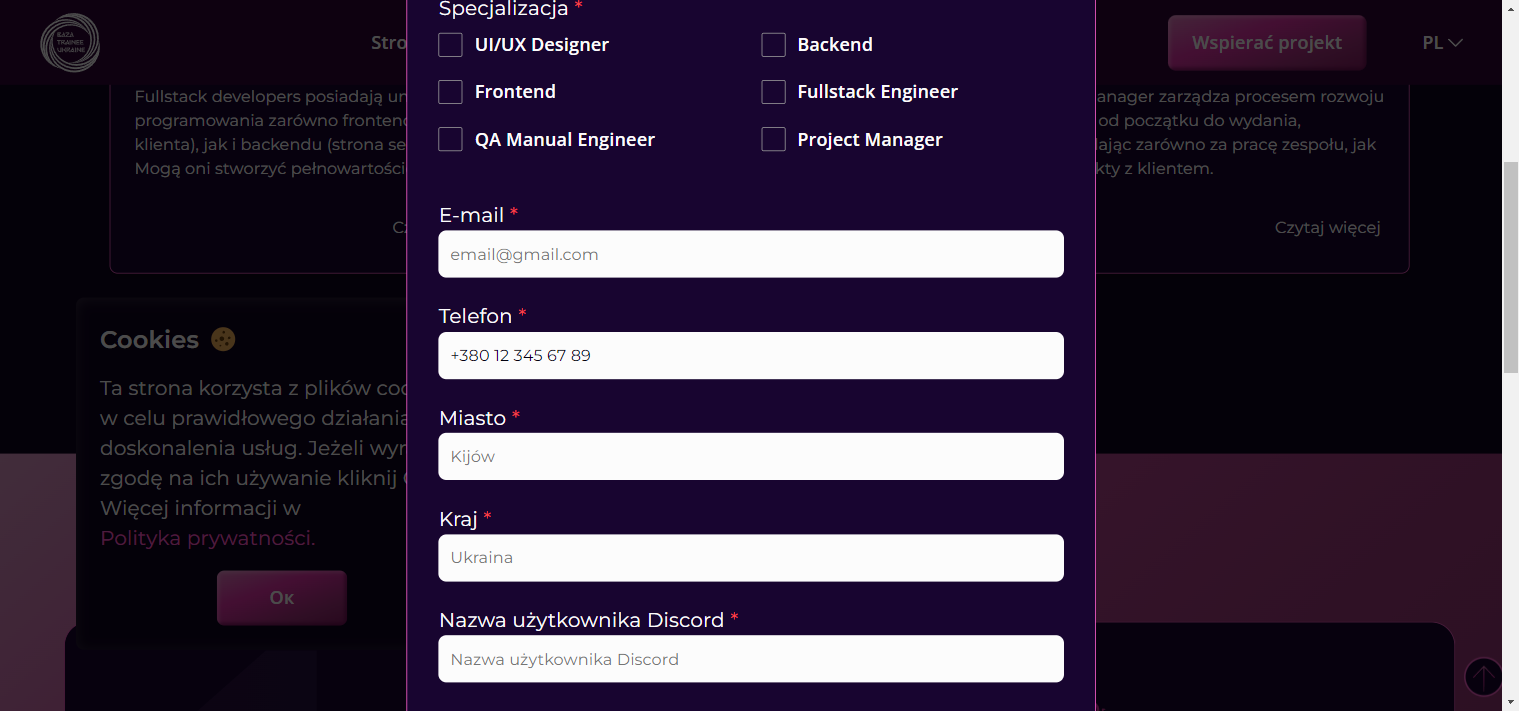 BAZA
TRAINEE
UKRAINE
Stro
Wspierać projekt
PL
Fullstack developers posiadają un
programowania zarówno frontend
klienta), jak i backendu (strona se
Mogą oni stworzyć pełnowartości
Cz
anager zarządza procesem rozwoju
od początku do wydania,
dając zarówno za pracę zespołu, jak
kty z klientem.
Czytaj więcej
Cookies
Ta strona korzysta z plików coo
w celu prawidłowego działania
doskonalenia usług. Jeżeli wyr
zgodę na ich używanie kliknij
Więcej informacji w
Polityka prywatności.
Ок
Specjalizacja *
UI/UX Designer
Backend
Frontend
Fullstack Engineer
QA Manual Engineer
Project Manager
E-mail *
email@gmail.com
Telefon *
+380 12 345 67 89
Miasto *
Kijów
Kraj *
Ukraina
Nazwa użytkownika Discord *
Nazwa użytkownika Discord